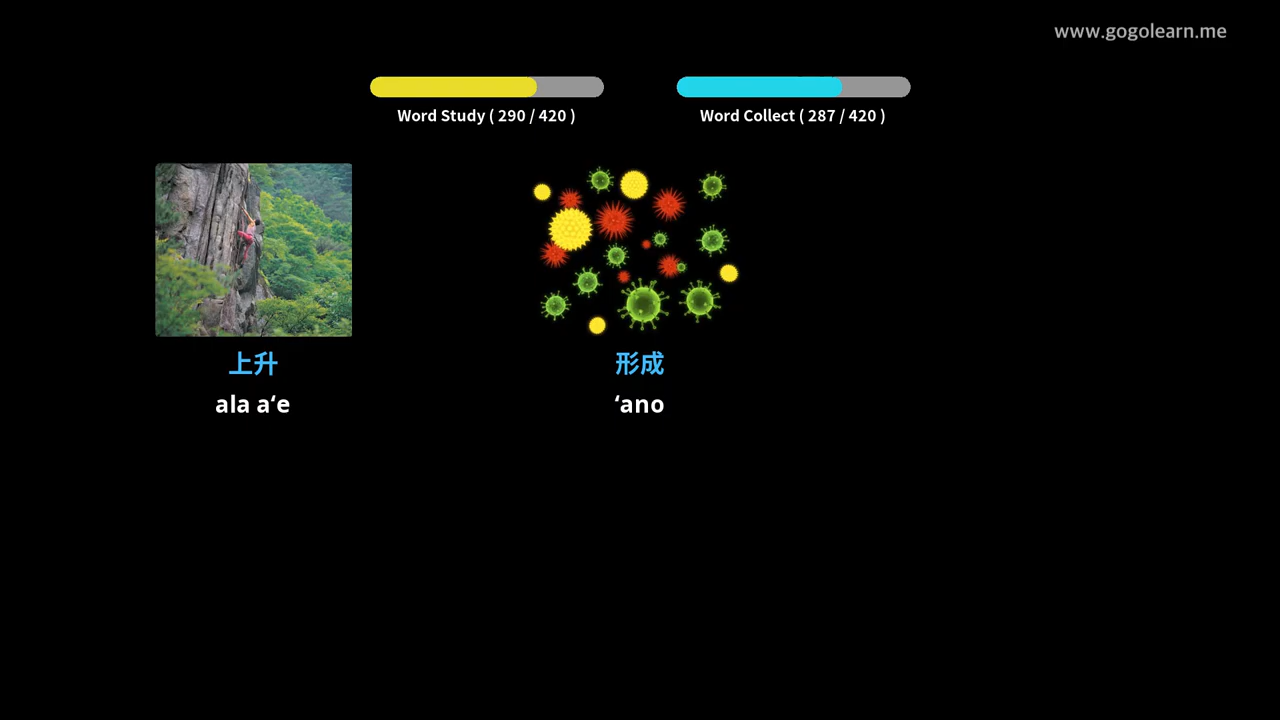 www.gogolearn.me
Word Study ( 290 / 420 )
Word Collect ( 287 / 420 )
上升
ala aʻe
形成
ʻano